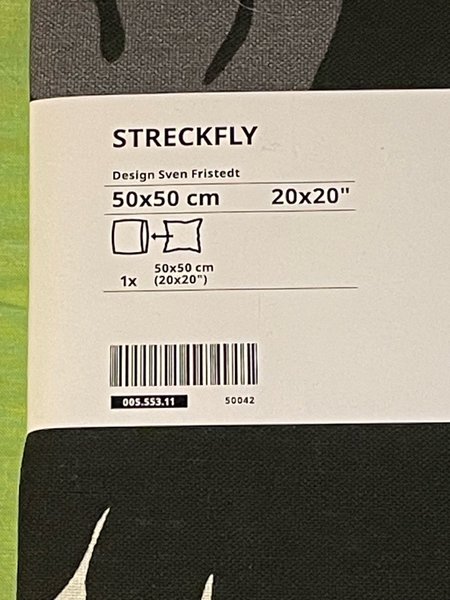 STRECKFLY
Design Sven Fristedt
50x50 cm 20x20"
50x50 cm
1x (20x20")
005.553.11 50042